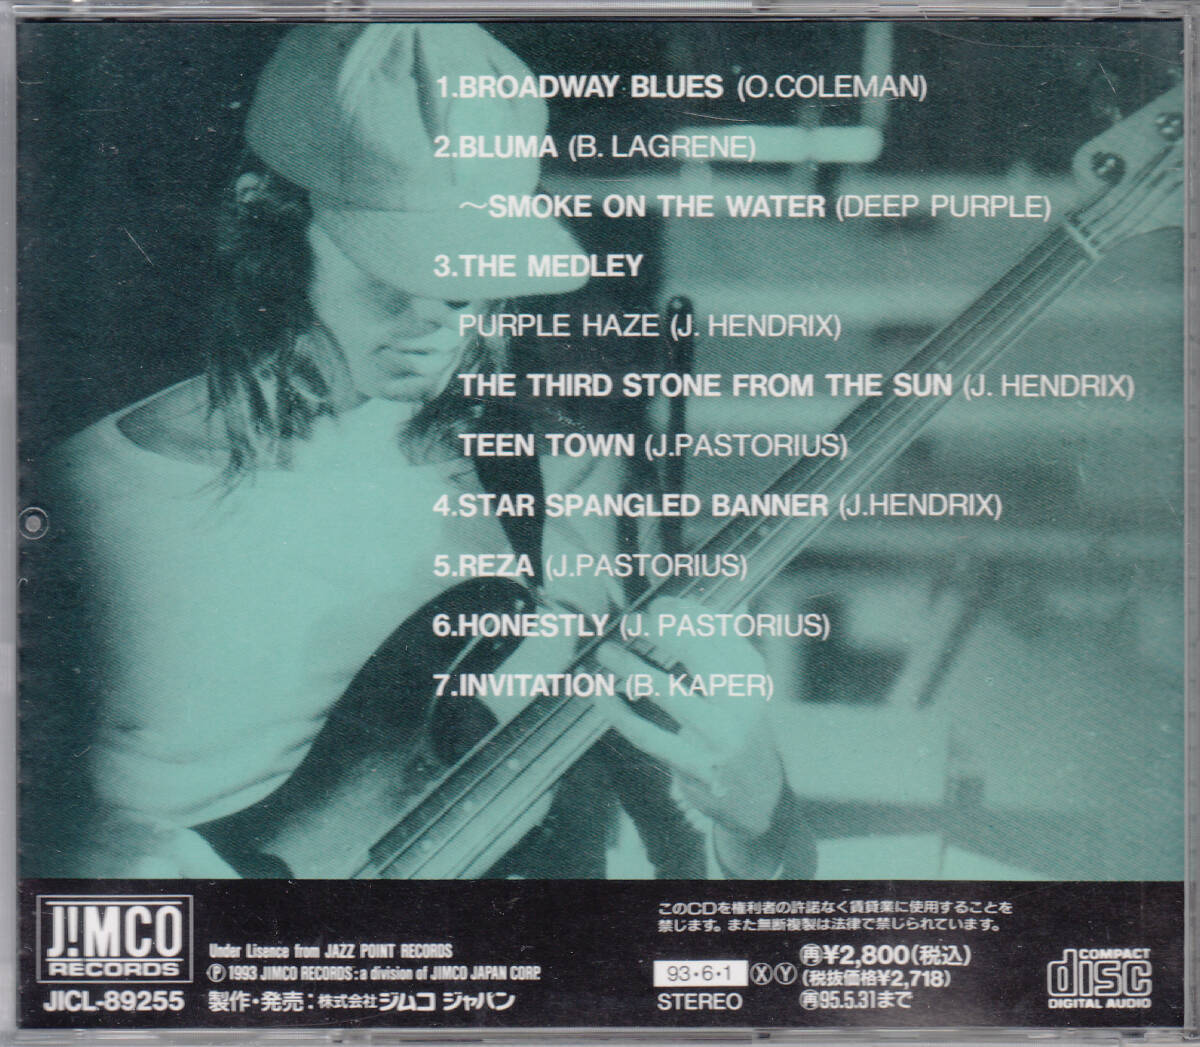 1.BROADWAY BLUES (O.COLEMAN)
2.BLUMA (B. LAGRENE)
～SMOKE ON THE WATER (DEEP PURPLE)
3.THE MEDLEY
PURPLE HAZE (J. HENDRIX)
THE THIRD STONE FROM THE SUN (J. HENDRIX)
TEEN TOWN (J.PASTORIUS)
4.STAR SPANGLED BANNER (J.HENDRIX)
5.REZA (J.PASTORIUS)
6.HONESTLY (J. PASTORIUS)
7.INVITATION (B. KAPER)
J!MCO
RECORDS
JICL-89255
Under Lisence from JAZZ POINT RECORDS
Ⓟ 1993 JIMCO RECORDS : a division of JIMCO JAPAN CORP.
製作・発売：株式会社 ジムコ ジャパン
このCDを権利者の許諾なく賃貸業に使用することを
禁じます。また無断複製は法律で禁じられています。
93・6・1 ⓍⓎ
STEREO
再¥2,800(税込)
(税抜価格¥2,718)
再95.5.31まで
COMPACT
disc
DIGITAL AUDIO